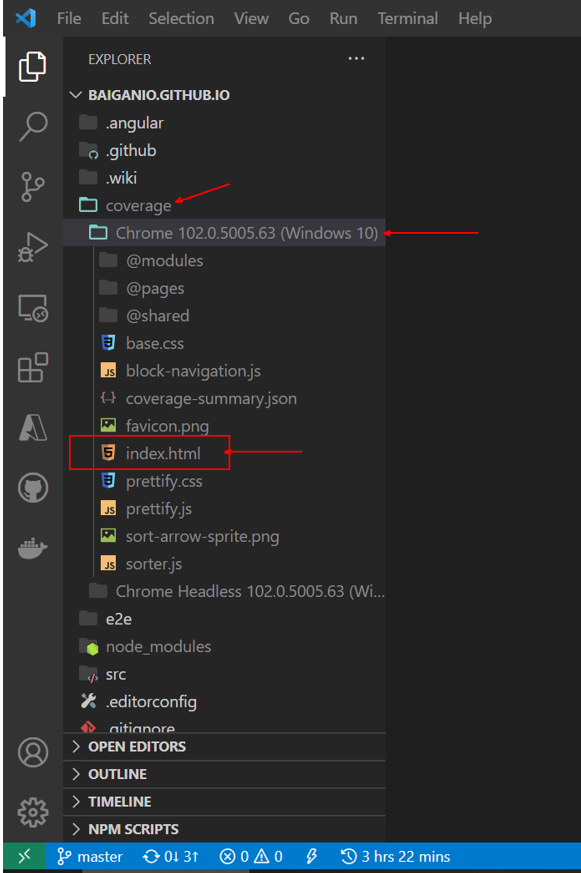 File Edit Selection View Go Run Terminal Help
EXPLORER ...
BAIGANIO.GITHUB.IO
.angular
.github
.wiki
coverage
Chrome 102.0.5005.63 (Windows 10)
@modules
@pages
@shared
base.css
JS block-navigation.js
{..} coverage-summary.json
favicon.png
index.html
prettify.css
JS prettify.js
sort-arrow-sprite.png
JS sorter.js
Chrome Headless 102.0.5005.63 (Wi...
e2e
node_modules
src
.editorconfig
.gitignore
OPEN EDITORS
OUTLINE
TIMELINE
NPM SCRIPTS
master 0↓ 3↑ 0 0 3 hrs 22 mins